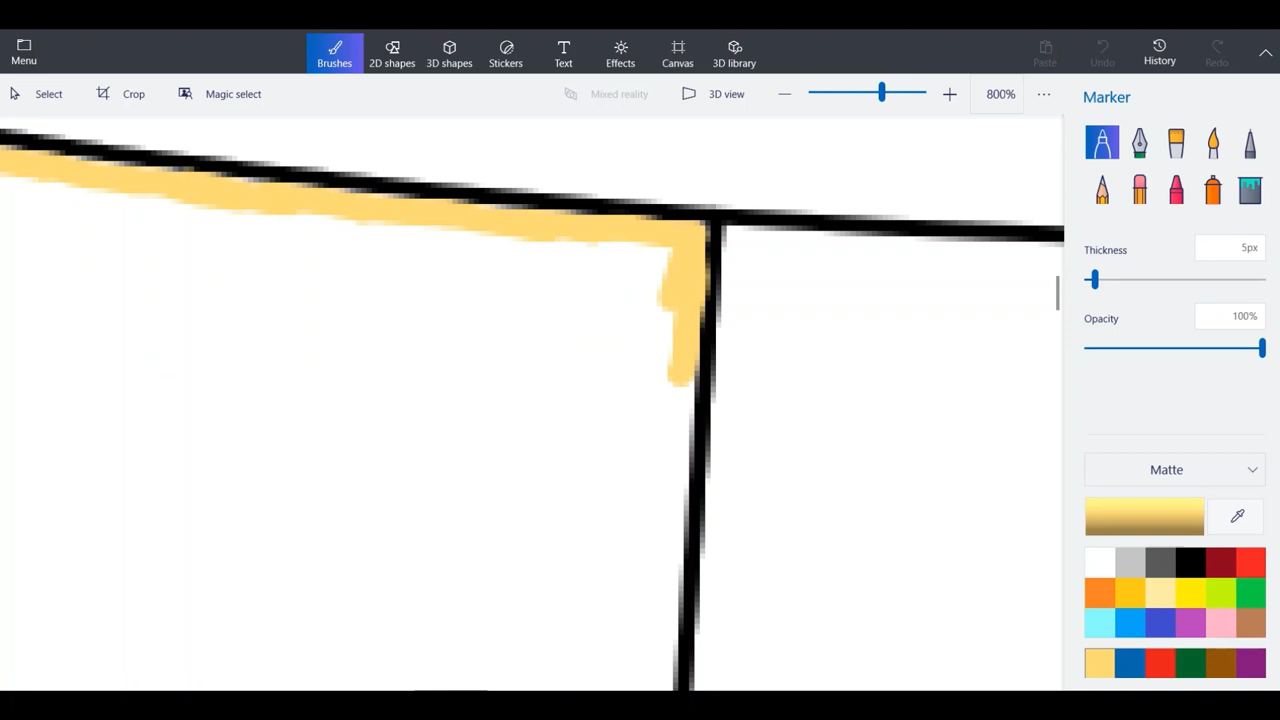 Menu
Brushes
2D shapes
3D shapes
Stickers
Text
Effects
Canvas
3D library
Paste
Undo
History
Redo
Select
Crop
Magic select
Mixed reality
3D view
800%
Marker
Thickness
5px
Opacity
100%
Matte